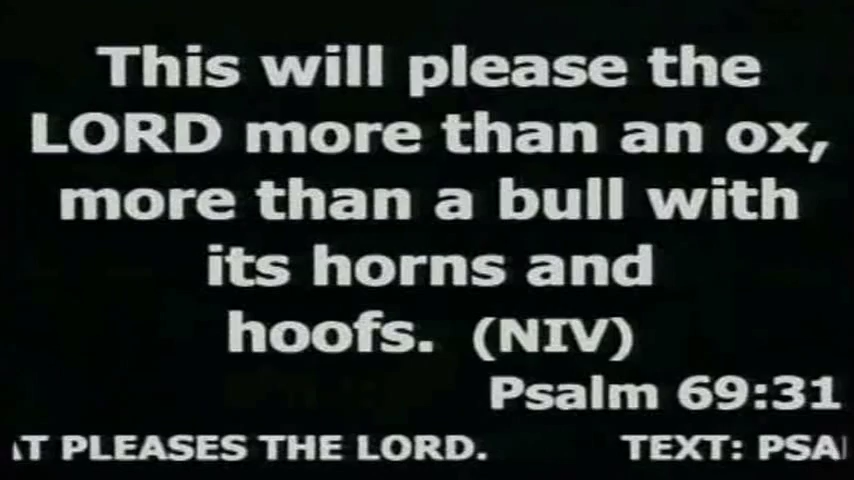 This will please the
LORD more than an ox,
more than a bull with
its horns and
hoofs. (NIV)
Psalm 69:31
PLEASES THE LORD. TEXT: